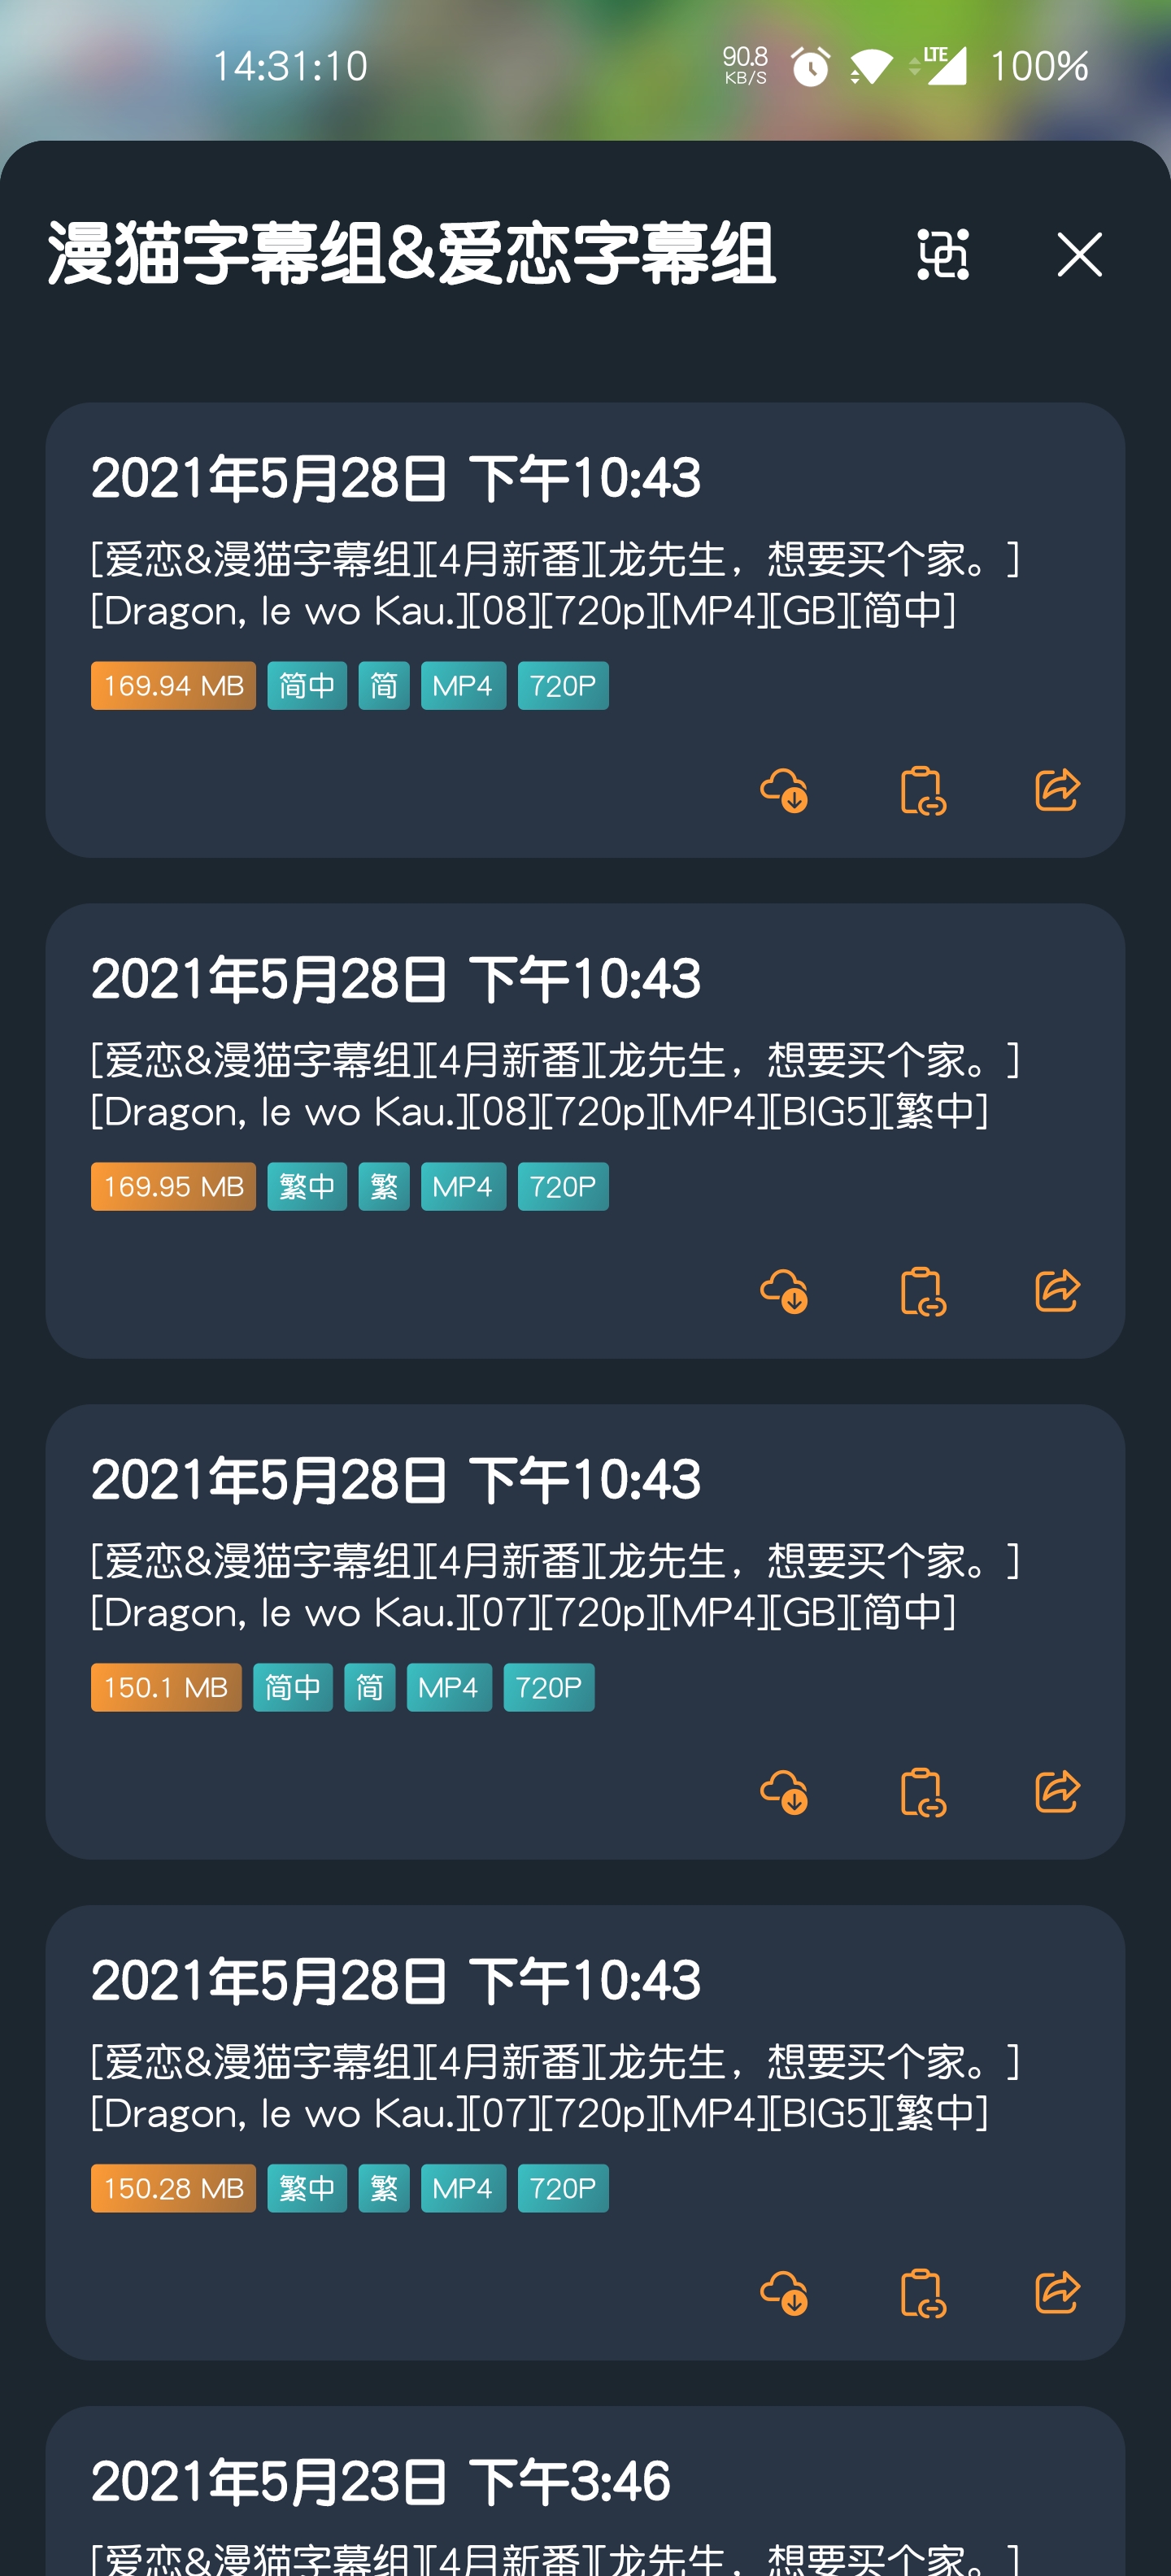 14:31:10
90.8
KB/S
LTE
100%
漫猫字幕组&爱恋字幕组
2021年5月28日 下午10:43
[爱恋&漫猫字幕组][4月新番][龙先生，想要买个家。]
[Dragon, Ie wo Kau.][08][720p][MP4][GB][简中]
169.94 MB 简中 简 MP4 720P
2021年5月28日 下午10:43
[爱恋&漫猫字幕组][4月新番][龙先生，想要买个家。]
[Dragon, Ie wo Kau.][08][720p][MP4][BIG5][繁中]
169.95 MB 繁中 繁 MP4 720P
2021年5月28日 下午10:43
[爱恋&漫猫字幕组][4月新番][龙先生，想要买个家。]
[Dragon, Ie wo Kau.][07][720p][MP4][GB][简中]
150.1 MB 简中 简 MP4 720P
2021年5月28日 下午10:43
[爱恋&漫猫字幕组][4月新番][龙先生，想要买个家。]
[Dragon, Ie wo Kau.][07][720p][MP4][BIG5][繁中]
150.28 MB 繁中 繁 MP4 720P
2021年5月23日 下午3:46
[爱恋&漫猫字幕组][4月新番][龙先生，想要买个家。]